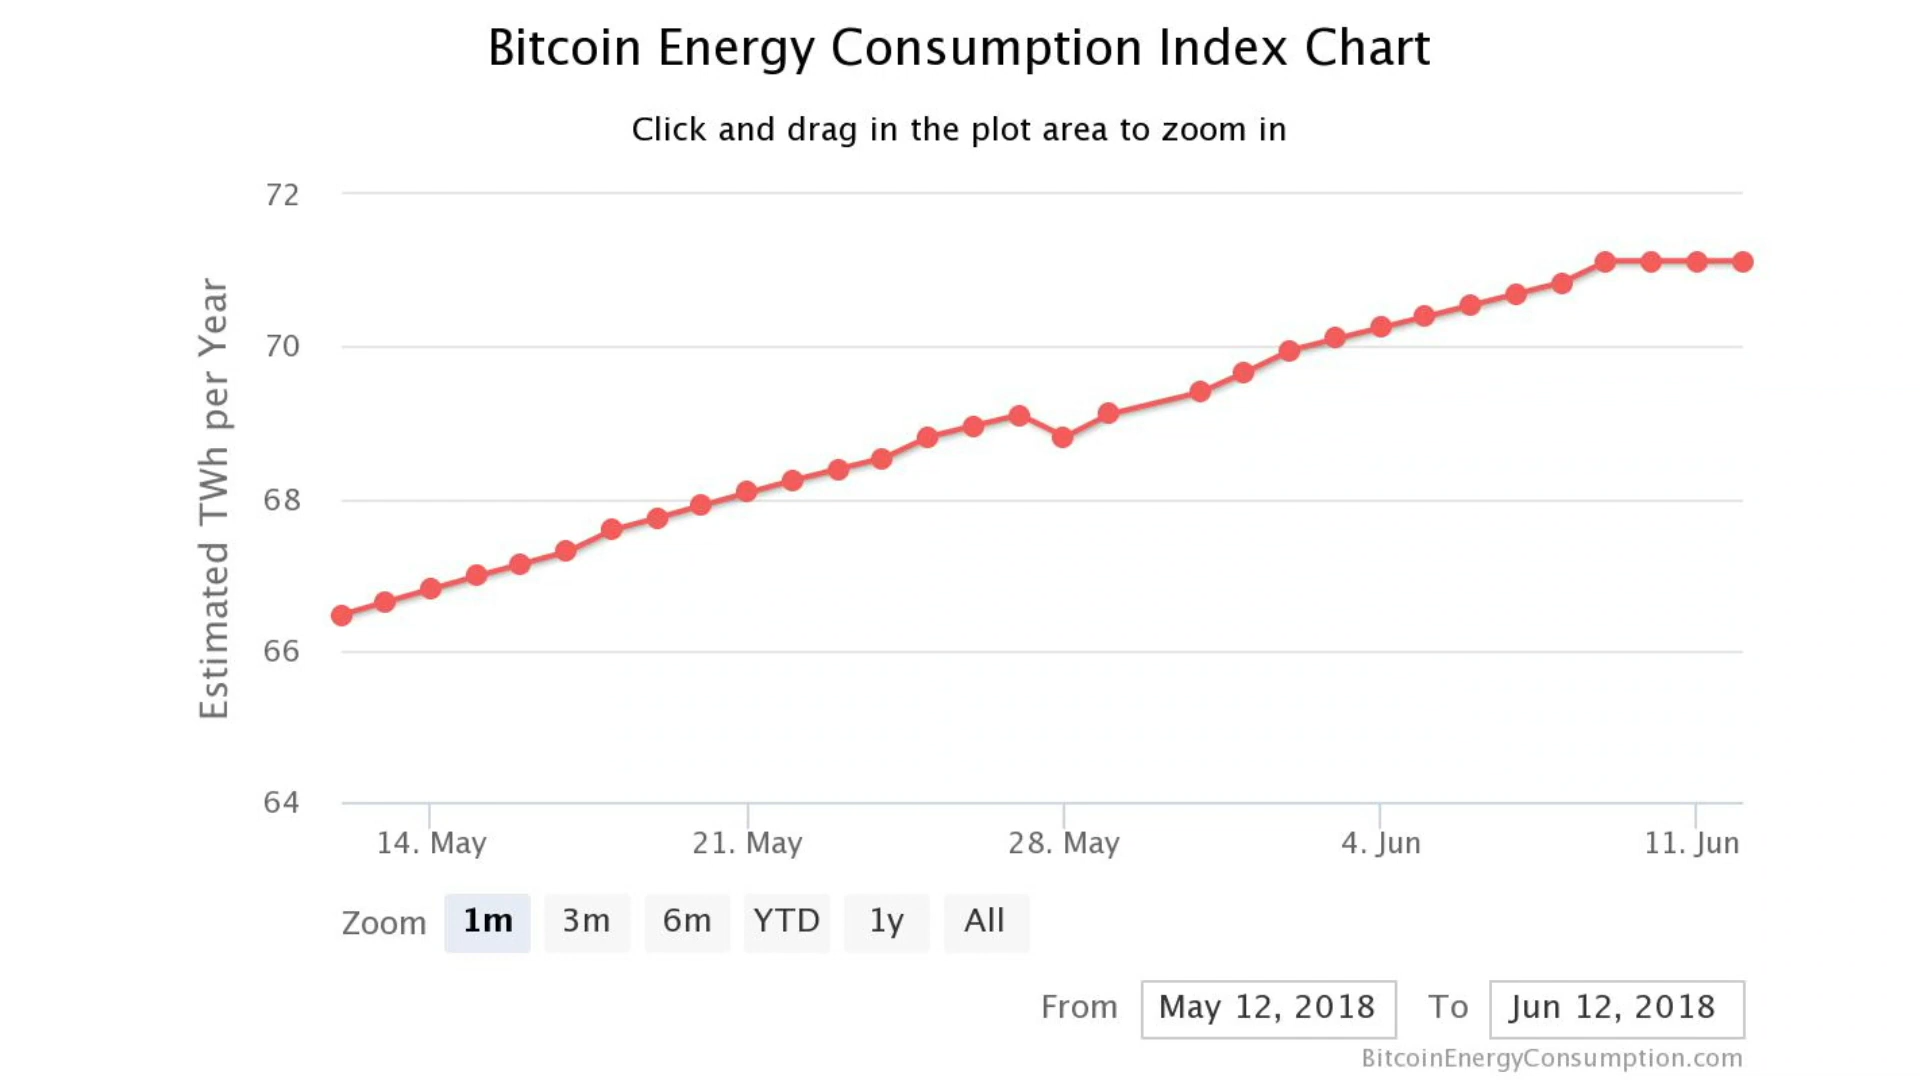 Bitcoin Energy Consumption Index Chart
Click and drag in the plot area to zoom in
Estimated TWh per Year
72
70
68
66
64
14. May 21. May 28. May 4. Jun 11. Jun
Zoom 1m 3m 6m YTD 1y All
From May 12, 2018 To Jun 12, 2018
BitcoinEnergyConsumption.com